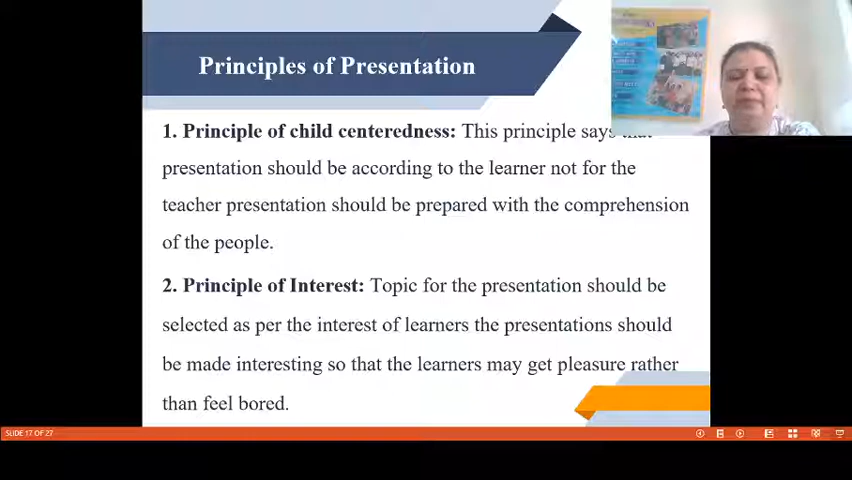 Principles of Presentation
1. Principle of child centeredness: This principle says that
presentation should be according to the learner not for the
teacher presentation should be prepared with the comprehension
of the people.
2. Principle of Interest: Topic for the presentation should be
selected as per the interest of learners the presentations should
be made interesting so that the learners may get pleasure rather
than feel bored.
SLIDE 17 OF 27